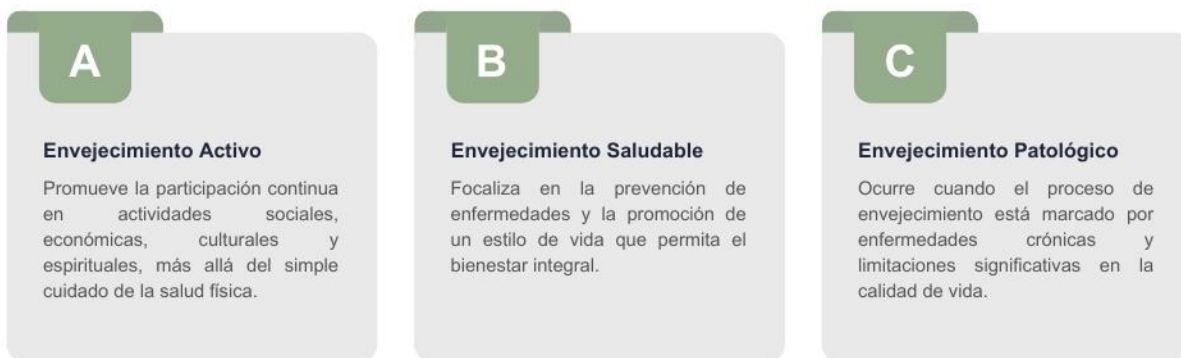 A
Envejecimiento Activo
Promueve la participación continua
en actividades sociales,
económicas, culturales y
espirituales, más allá del simple
cuidado de la salud física.
B
Envejecimiento Saludable
Focaliza en la prevención de
enfermedades y la promoción de
un estilo de vida que permita el
bienestar integral.
C
Envejecimiento Patológico
Ocurre cuando el proceso de
envejecimiento está marcado por
enfermedades crónicas y
limitaciones significativas en la
calidad de vida.